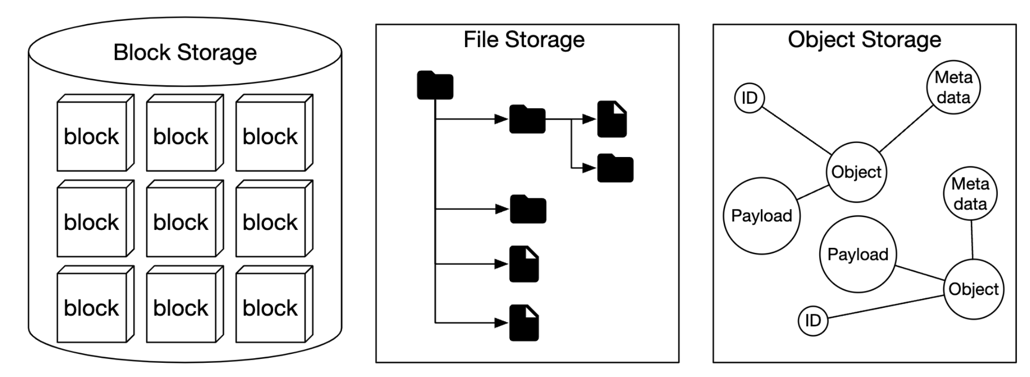 Block Storage
block block block
block block block
block block block
File Storage
Object Storage
ID
Meta
data
Object
Payload
Meta
data
Payload
Object
ID